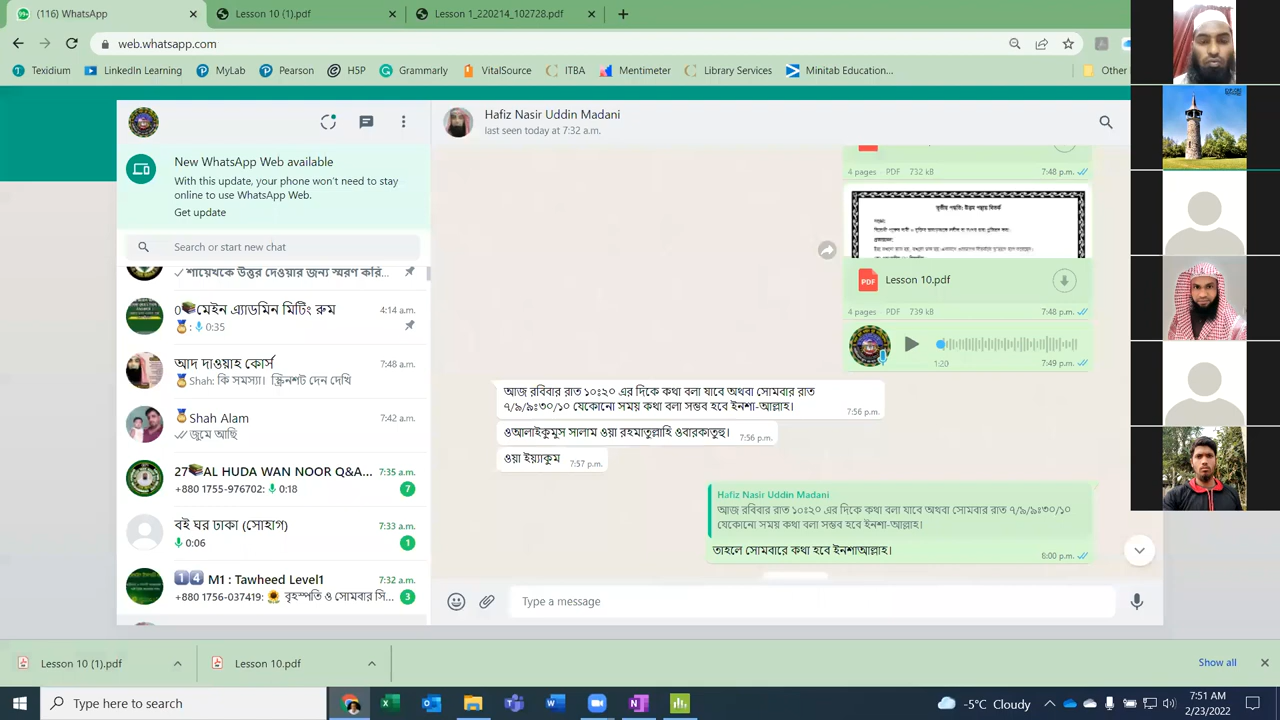 (116) WhatsApp
Lesson 10 (1).pdf
Lesson 1_220214_102728.pdf
web.whatsapp.com
Texidium
LinkedIn Learning
MyLab
Pearson
H5P
Grammarly
VitalSource
ITBA
Mentimeter
Library Services
Minitab Education...
Other
Hafiz Nasir Uddin Madani
last seen today at 7:32 a.m.
New WhatsApp Web available
With this update, your phone won't need to stay
online to use WhatsApp Web.
Get update
Search or start new chat
শায়েখকে উত্তর দেওয়ার জন্য স্মরণ করি...
0📚মেইন এ্যাডমিন মিটিং রুম
4:14 a.m.
🏅: 0:35
আদ দাওয়াহ কোর্স
7:48 a.m.
🏅Shah: কি সমস্যা। স্ক্রিনশট দেন দেখি
🏅Shah Alam
7:42 a.m.
জুমে আছি
27📚AL HUDA WAN NOOR Q&A...
7:35 a.m.
+880 1755-976702: 0:18
7
বই ঘর ঢাকা (সোহাগ)
7:33 a.m.
0:06
1
1️⃣4️⃣ M1 : Tawheed Level1
7:32 a.m.
+880 1756-037419: 🌻 বৃহস্পতি ও সোমবার সি...
3
4 pages PDF 732 kB
7:48 p.m.
তৃতীয় পদ্ধতি: উত্তম পন্থায় বিতর্ক
Lesson 10.pdf
4 pages PDF 739 kB
7:48 p.m.
1:20
7:49 p.m.
আজ রবিবার রাত ১০:২০ এর দিকে কথা বলা যাবে অথবা সোমবার রাত
৭/৯/৯ঃ৩০/১০ যেকোনো সময় কথা বলা সম্ভব হবে ইনশা-আল্লাহ।
7:56 p.m.
ওআলাইকুমুস সালাম ওয়া রহমাতুল্লাহি ওবারকাতুহু।
7:56 p.m.
ওয়া ইয়্যাকুম
7:57 p.m.
Hafiz Nasir Uddin Madani
আজ রবিবার রাত ১০:২০ এর দিকে কথা বলা যাবে অথবা সোমবার রাত ৭/৯/৯ঃ৩০/১০
যেকোনো সময় কথা বলা সম্ভব হবে ইনশা-আল্লাহ।
তাহলে সোমবারে কথা হবে ইনশাআল্লাহ।
8:00 p.m.
Type a message
Lesson 10 (1).pdf
Lesson 10.pdf
Show all
Type here to search
-5°C Cloudy
7:51 AM
2/23/2022